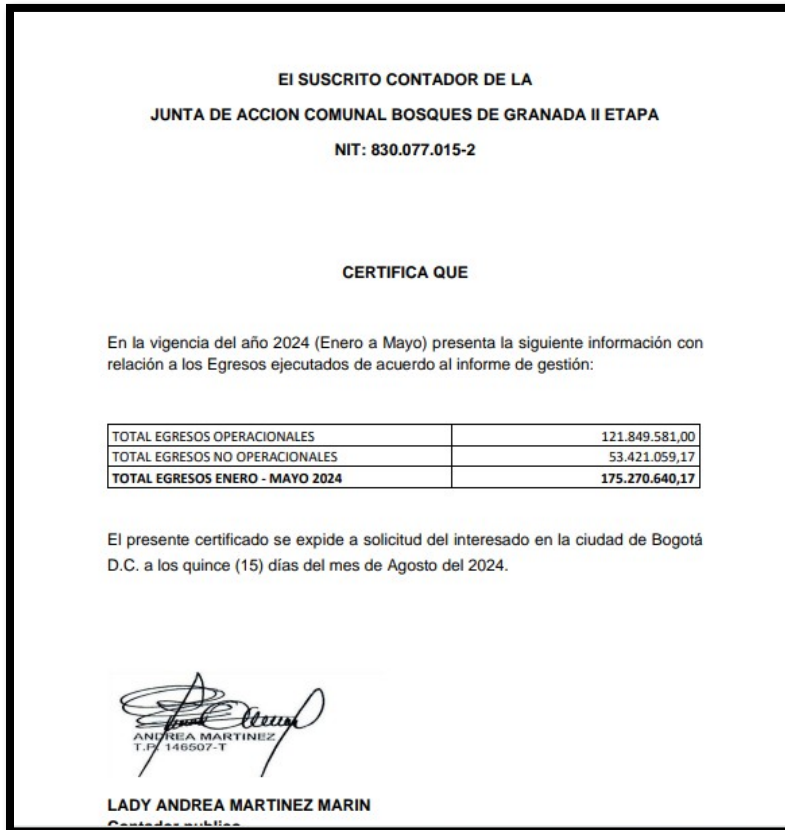 El SUSCRITO CONTADOR DE LA
JUNTA DE ACCION COMUNAL BOSQUES DE GRANADA II ETAPA
NIT: 830.077.015-2
CERTIFICA QUE
En la vigencia del año 2024 (Enero a Mayo) presenta la siguiente información con
relación a los Egresos ejecutados de acuerdo al informe de gestión:
TOTAL EGRESOS OPERACIONALES 121.849.581,00
TOTAL EGRESOS NO OPERACIONALES 53.421.059,17
TOTAL EGRESOS ENERO - MAYO 2024 175.270.640,17
El presente certificado se expide a solicitud del interesado en la ciudad de Bogotá
D.C. a los quince (15) días del mes de Agosto del 2024.
ANDREA MARTINEZ
T.P. 146507-T
LADY ANDREA MARTINEZ MARIN
Contador publico